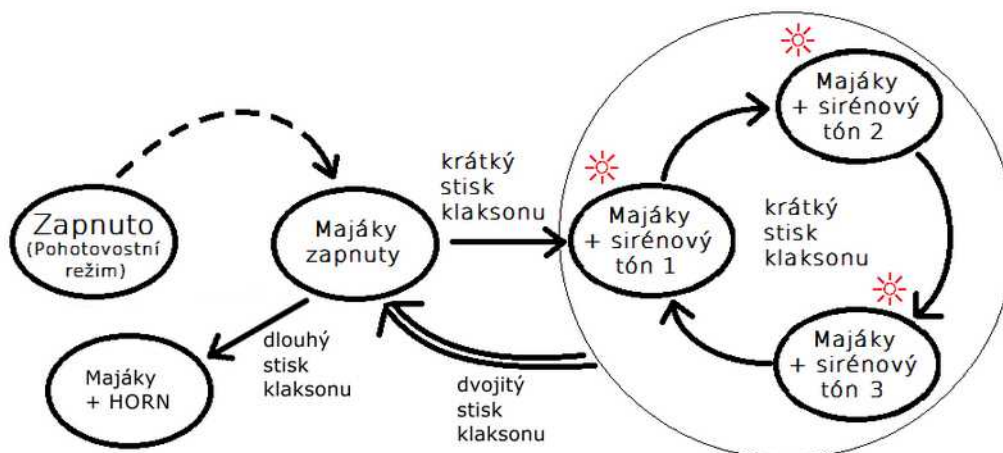 Zapnuto
(Pohotovostní
režim)
Majáky
zapnuty
krátký
stisk
klaksonu
Majáky
+ sirénový
tón 1
Majáky
+ sirénový
tón 2
krátký
stisk
klaksonu
Majáky
+ sirénový
tón 3
dvojitý
stisk
klaksonu
dlouhý
stisk
klaksonu
Majáky
+ HORN